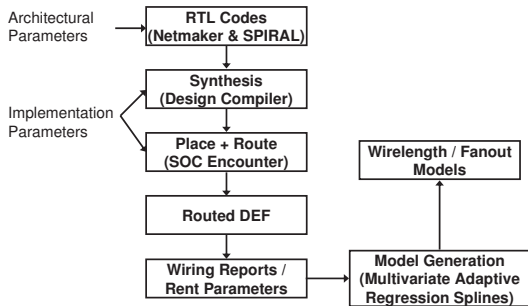 Architectural
Parameters
RTL Codes
(Netmaker & SPIRAL)
Synthesis
(Design Compiler)
Implementation
Parameters
Place + Route
(SOC Encounter)
Routed DEF
Wiring Reports /
Rent Parameters
Wirelength / Fanout
Models
Model Generation
(Multivariate Adaptive
Regression Splines)